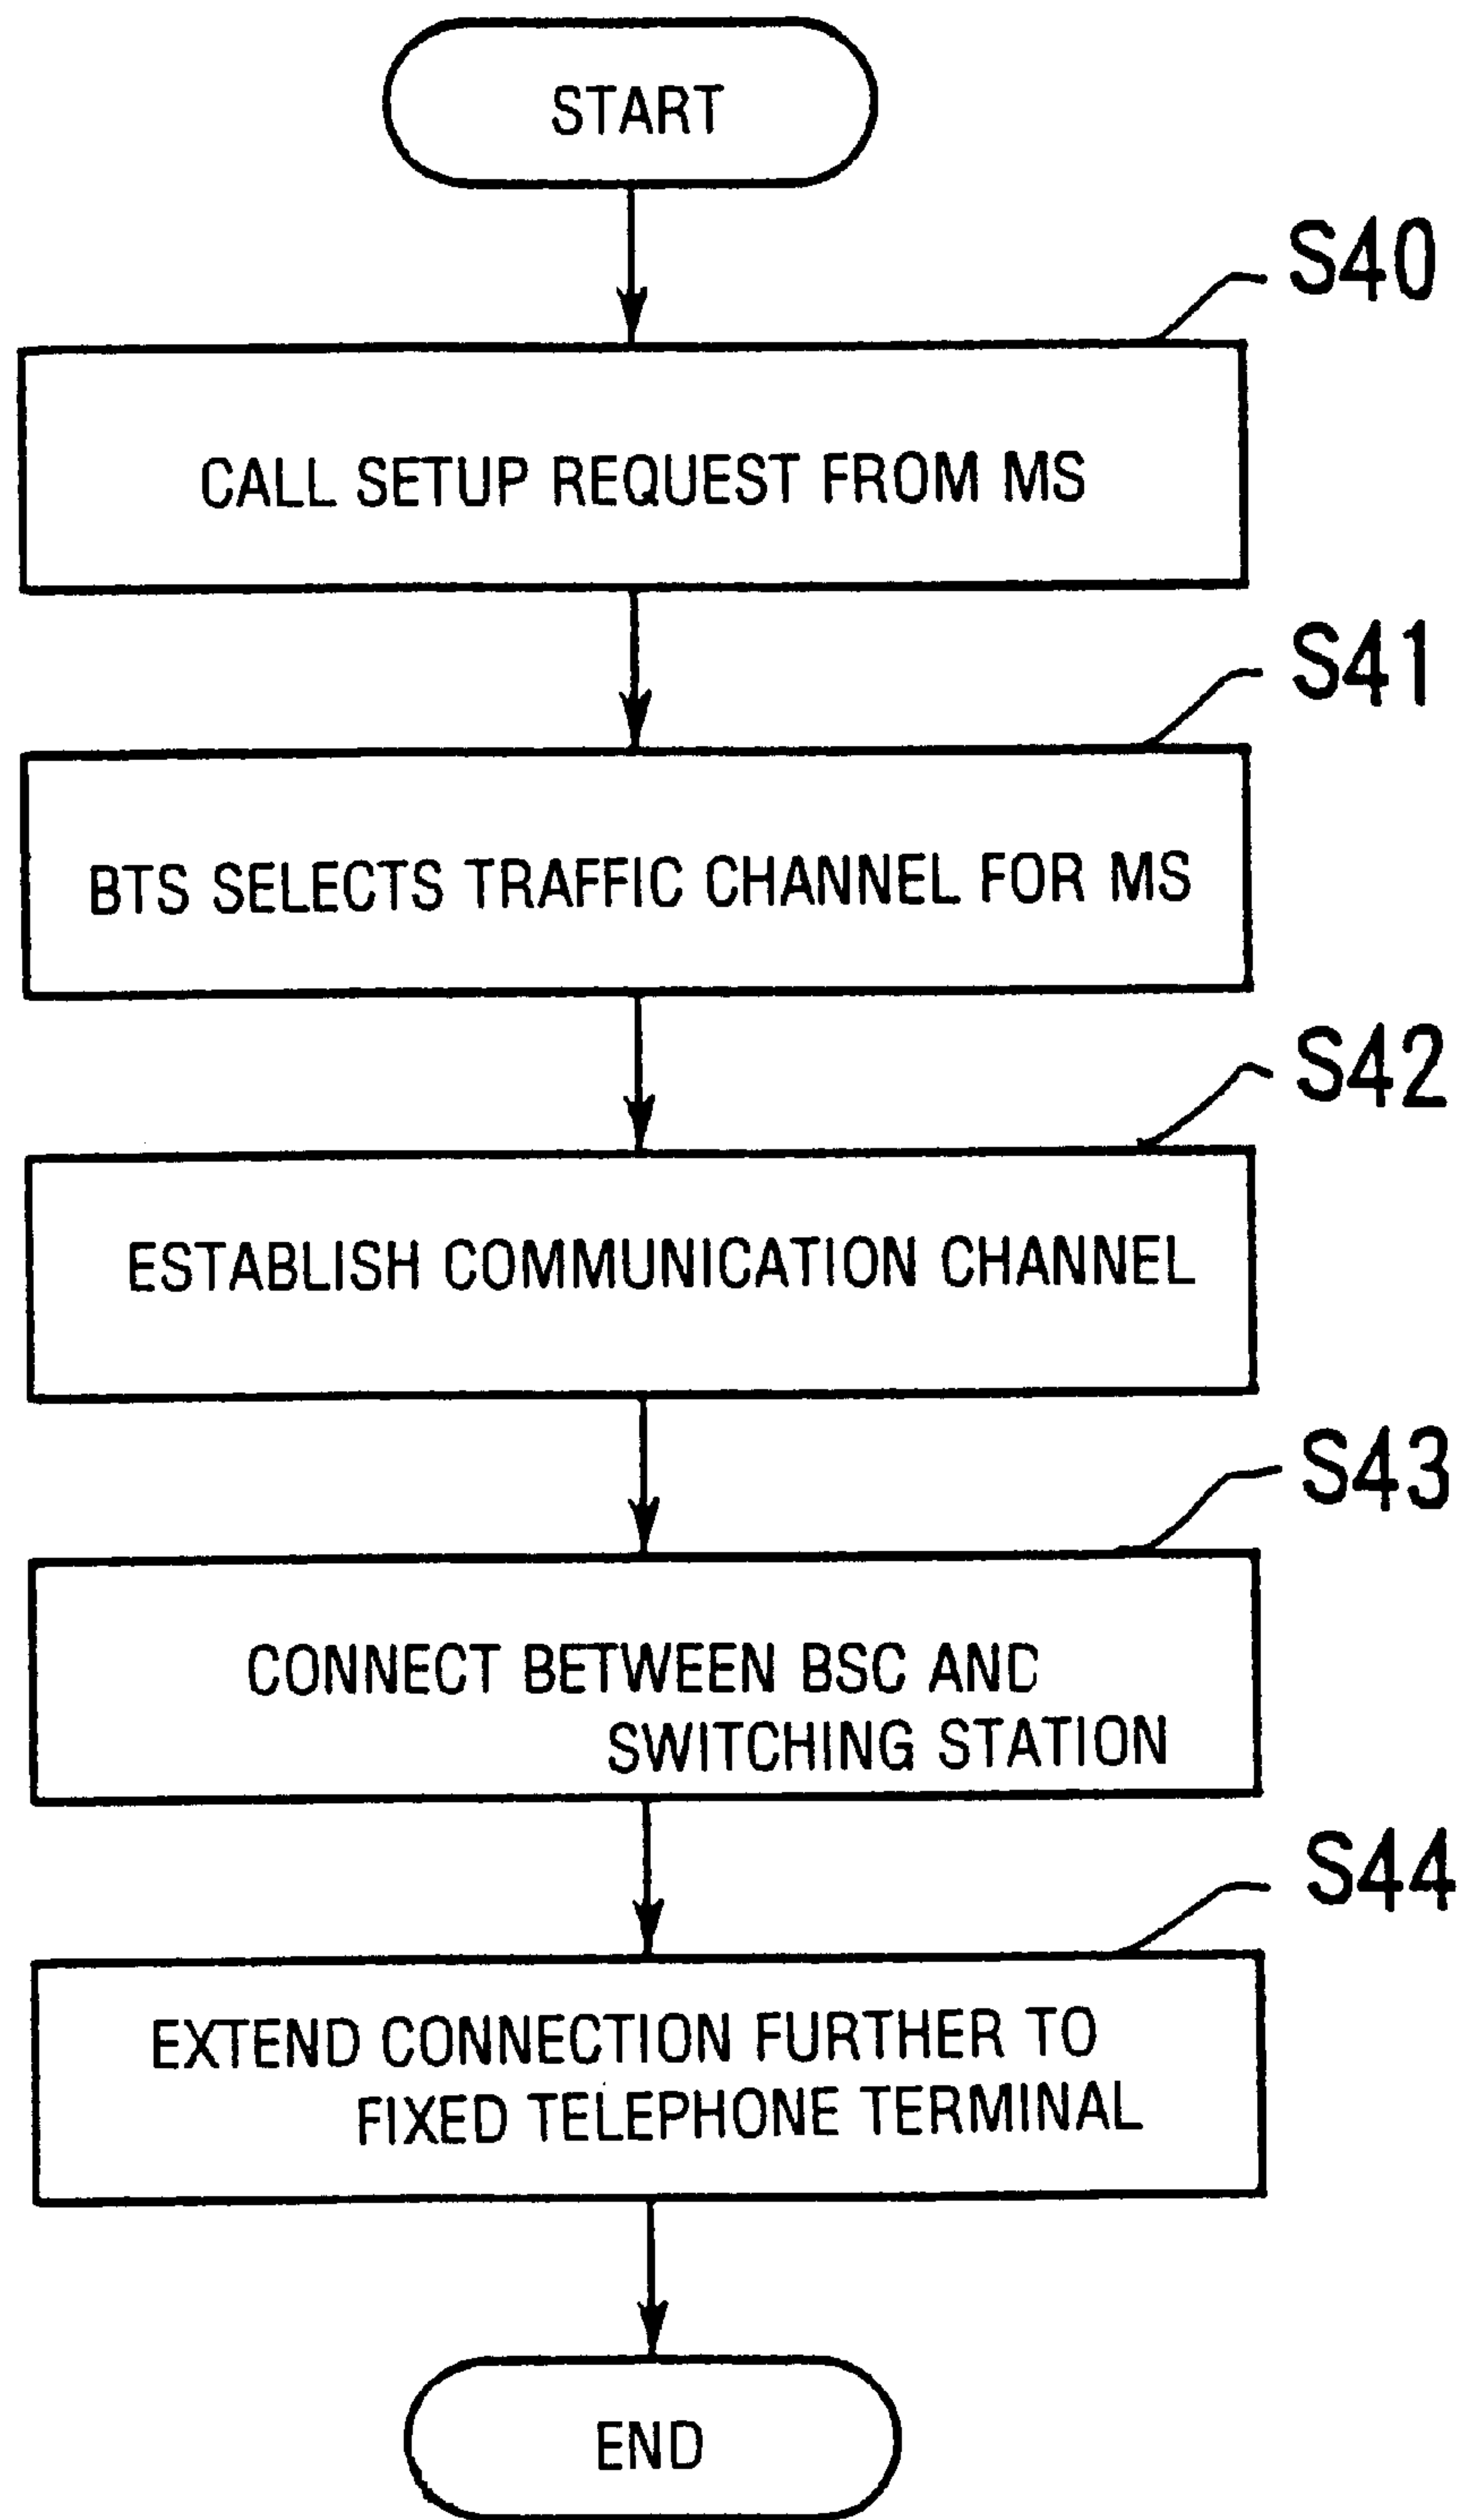 START
S40
CALL SETUP REQUEST FROM MS
S41
BTS SELECTS TRAFFIC CHANNEL FOR MS
S42
ESTABLISH COMMUNICATION CHANNEL
S43
CONNECT BETWEEN BSC AND
SWITCHING STATION
S44
EXTEND CONNECTION FURTHER TO
FIXED TELEPHONE TERMINAL
END